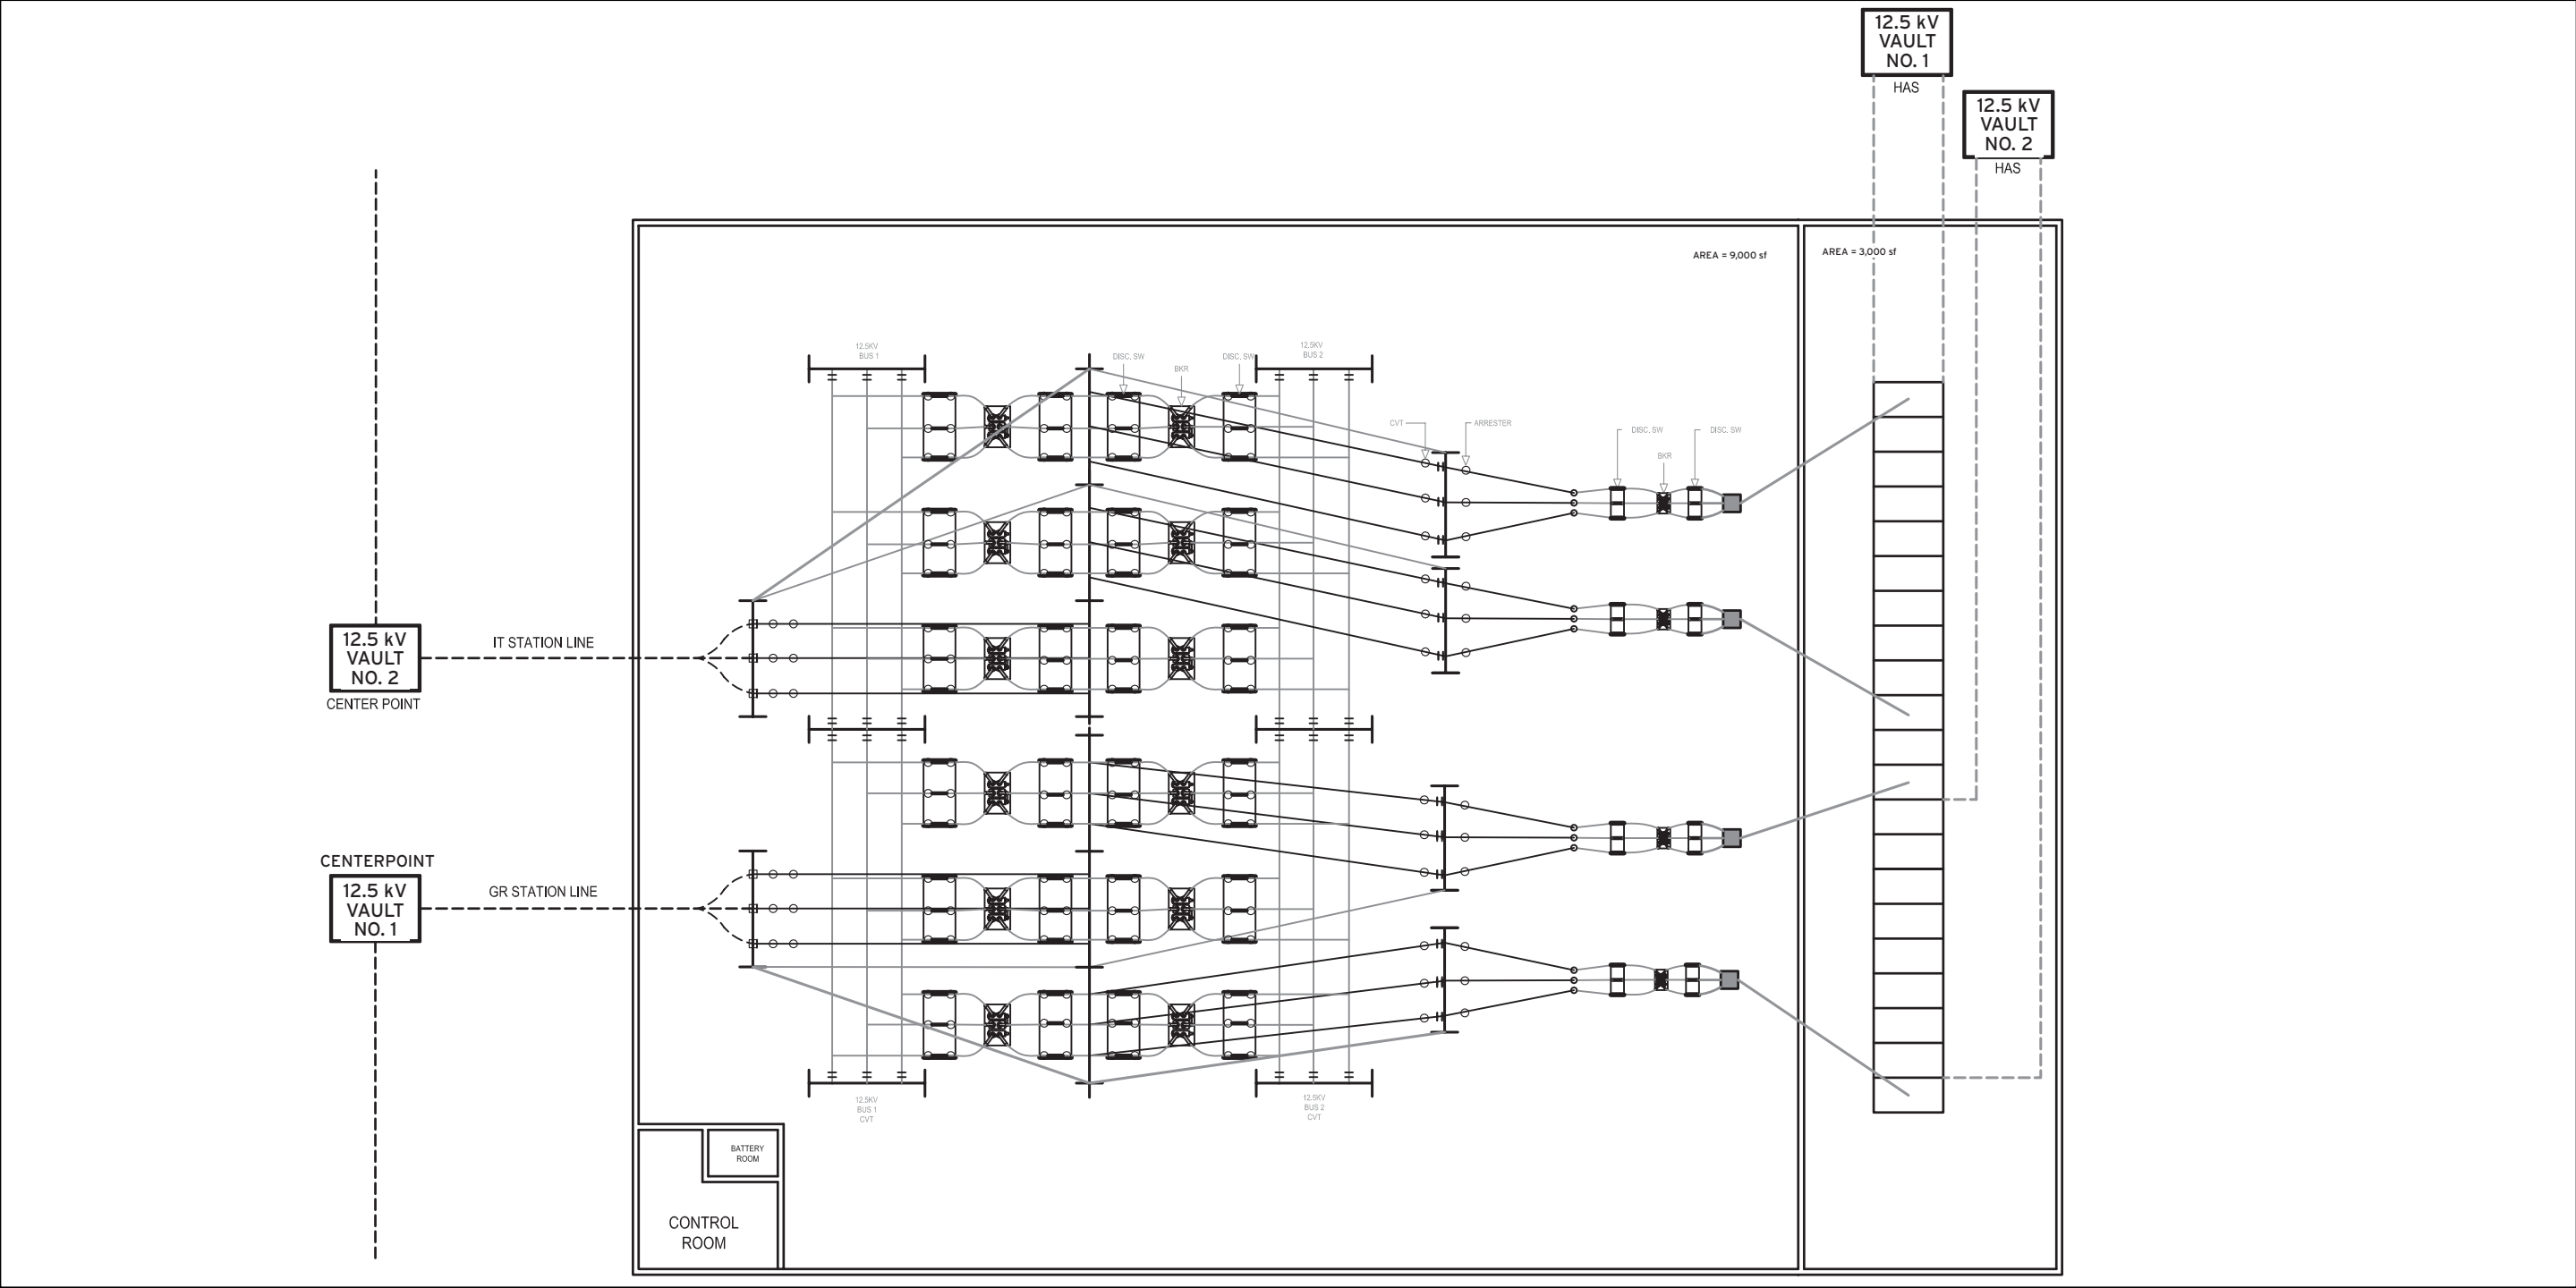 12.5 kV
VAULT
NO. 1
HAS
12.5 kV
VAULT
NO. 2
HAS
AREA = 9,000 sf
AREA = 3,000 sf
12.5KV
BUS 1
DISC. SW
BKR
DISC. SW
12.5KV
BUS 2
CVT
ARRESTER
DISC. SW
BKR
DISC. SW
12.5 kV
VAULT
NO. 2
CENTER POINT
IT STATION LINE
CENTERPOINT
12.5 kV
VAULT
NO. 1
GR STATION LINE
12.5KV
BUS 1
CVT
12.5KV
BUS 2
CVT
BATTERY
ROOM
CONTROL
ROOM